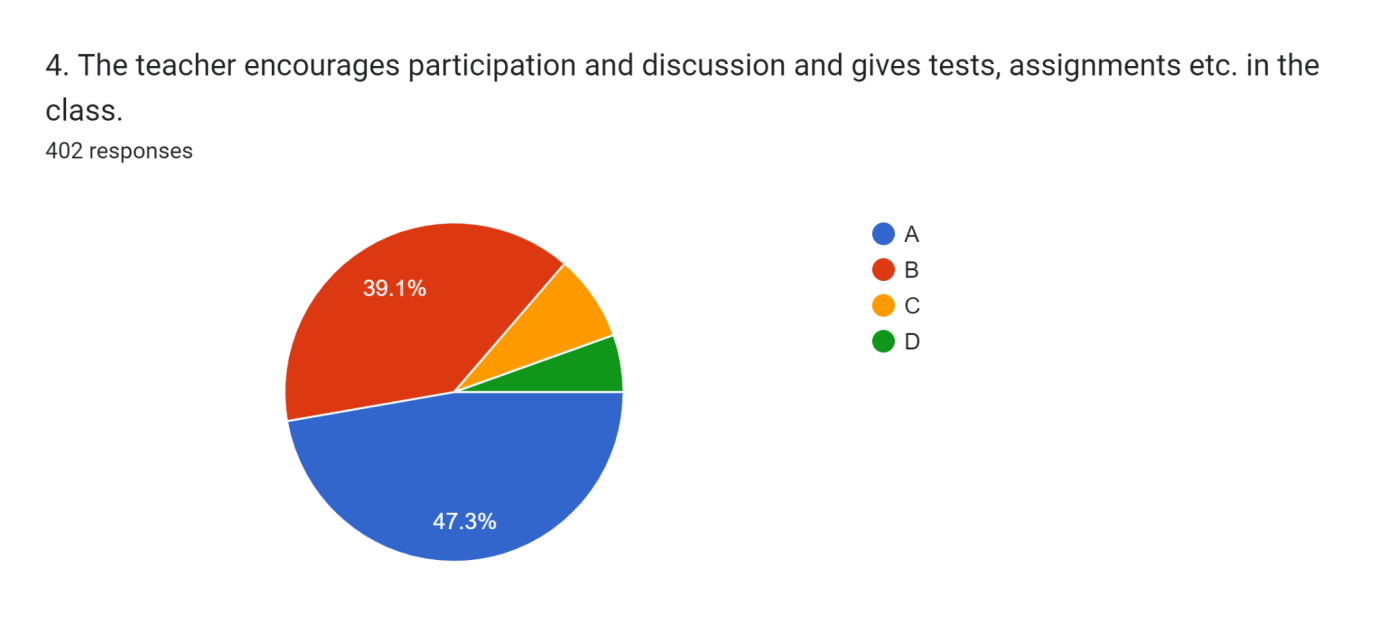 4. The teacher encourages participation and discussion and gives tests, assignments etc. in the
class.
402 responses
39.1%
47.3%
A
B
C
D